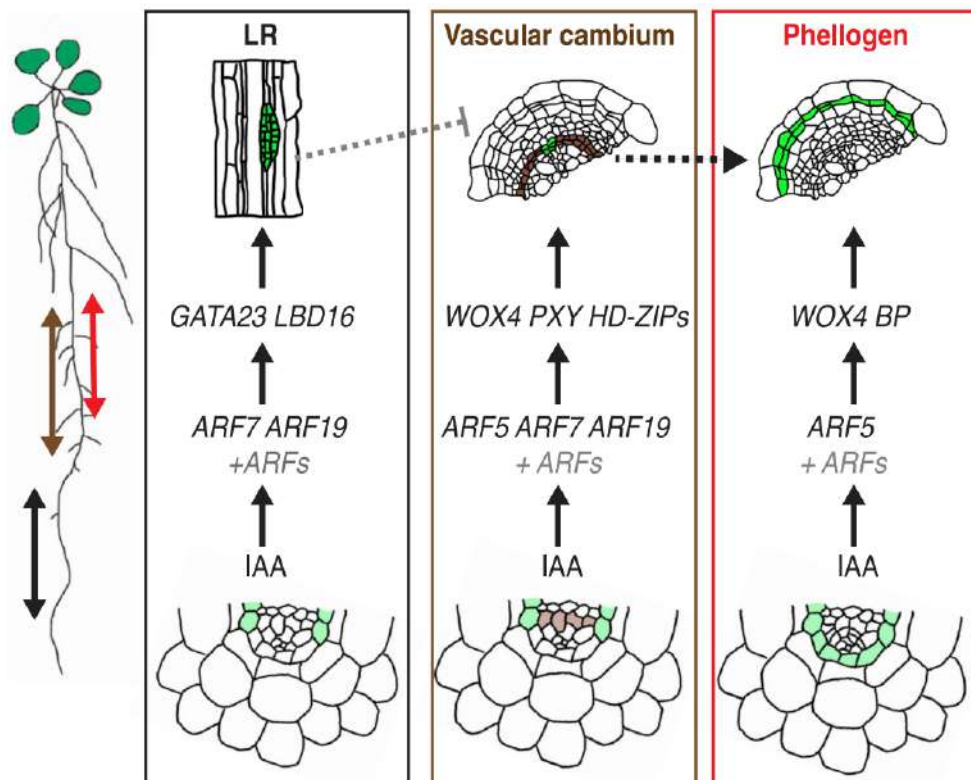 LR
GATA23 LBD16
ARF7 ARF19
+ARFs
IAA
Vascular cambium
WOX4 PXY HD-ZIPs
ARF5 ARF7 ARF19
+ ARFs
IAA
Phellogen
WOX4 BP
ARF5
+ ARFs
IAA